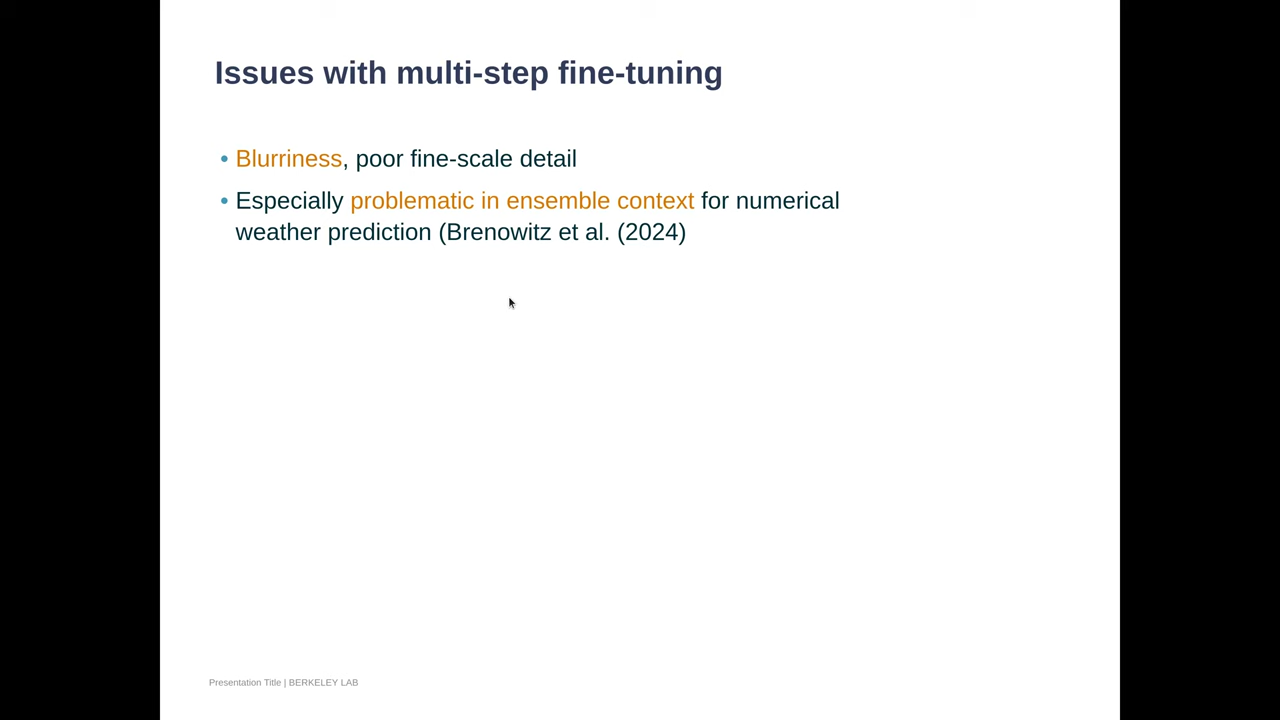 Issues with multi-step fine-tuning
• Blurriness, poor fine-scale detail
• Especially problematic in ensemble context for numerical
weather prediction (Brenowitz et al. (2024)
Presentation Title | BERKELEY LAB